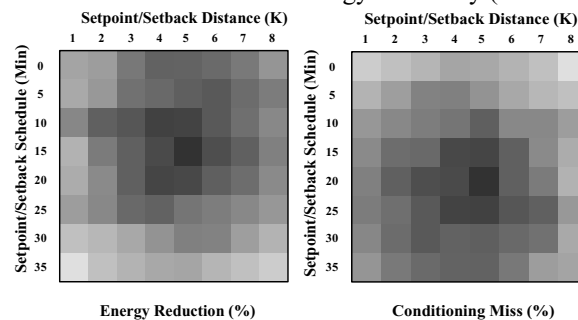 Setpoint/Setback Distance (K)
1 2 3 4 5 6 7 8
Setpoint/Setback Schedule (Min)
0
5
10
15
20
25
30
35
Energy Reduction (%)
Setpoint/Setback Distance (K)
1 2 3 4 5 6 7 8
Setpoint/Setback Schedule (Min)
0
5
10
15
20
25
30
35
Conditioning Miss (%)